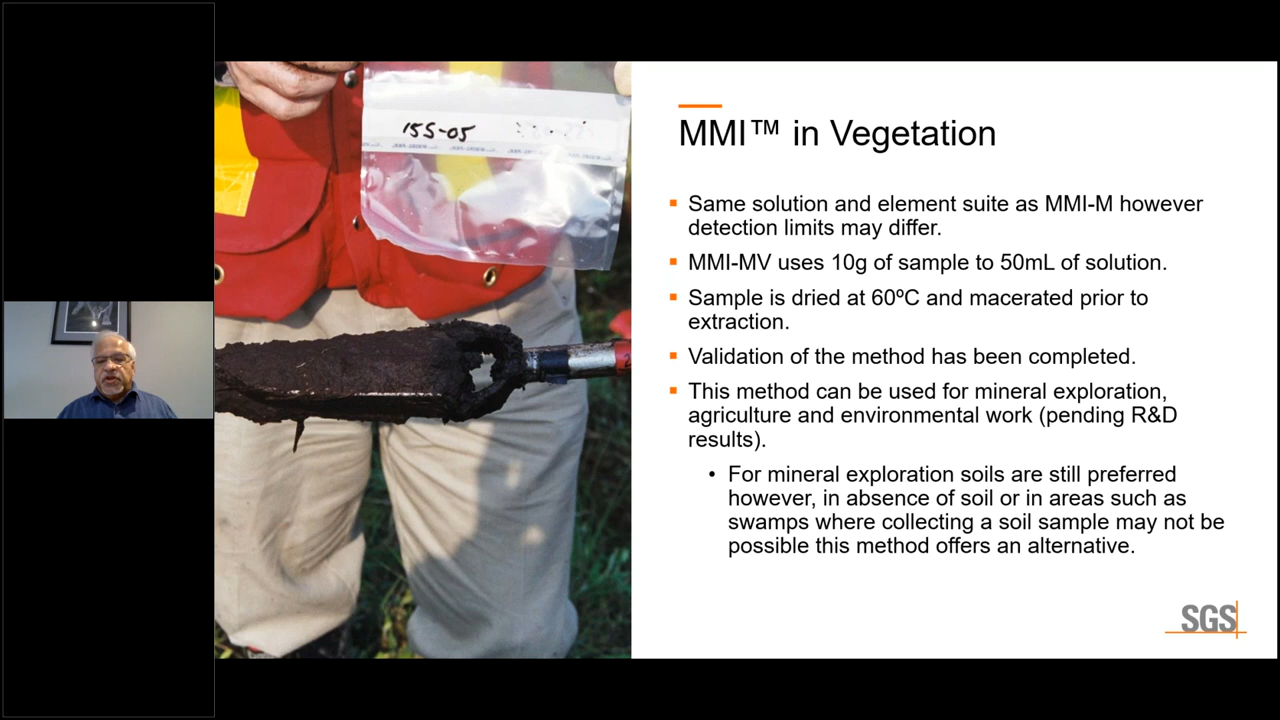 15S-05
MMI™ in Vegetation
▪ Same solution and element suite as MMI-M however
detection limits may differ.
▪ MMI-MV uses 10g of sample to 50mL of solution.
▪ Sample is dried at 60ºC and macerated prior to
extraction.
▪ Validation of the method has been completed.
▪ This method can be used for mineral exploration,
agriculture and environmental work (pending R&D
results).
• For mineral exploration soils are still preferred
however, in absence of soil or in areas such as
swamps where collecting a soil sample may not be
possible this method offers an alternative.
SGS